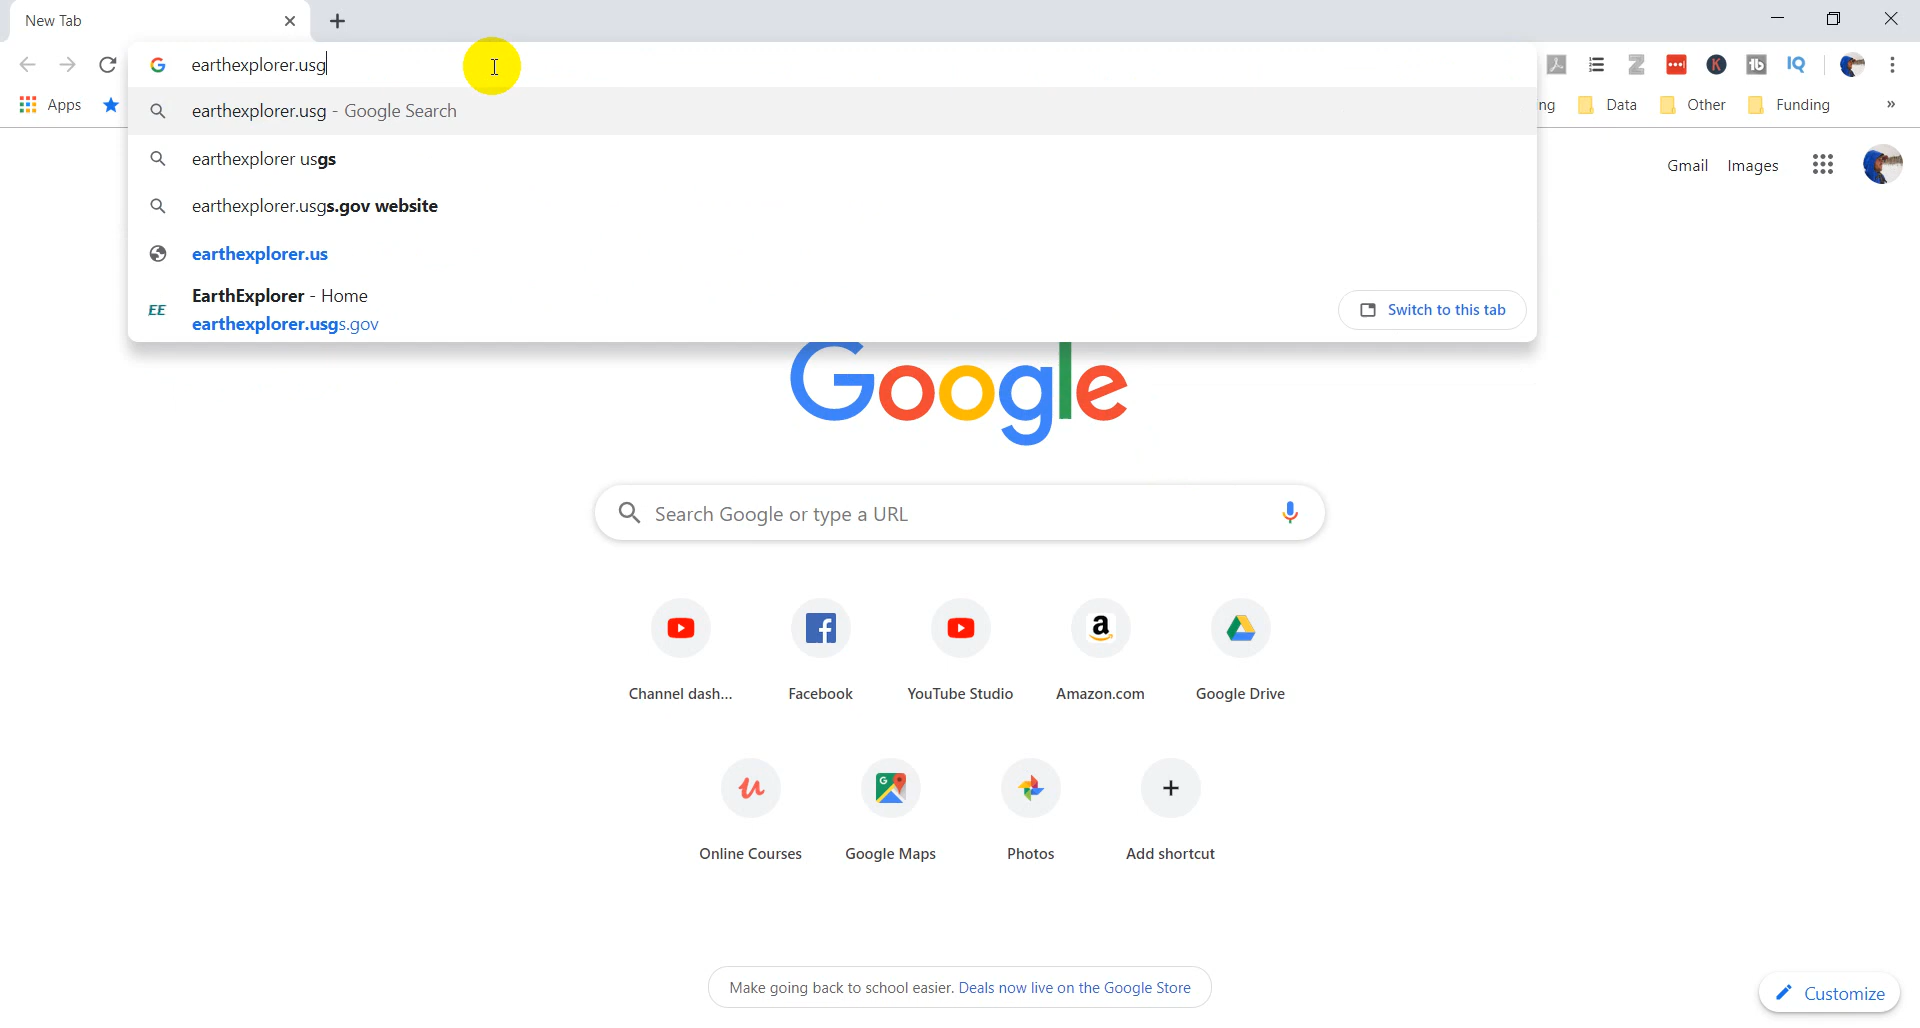 New Tab
earthexplorer.usg
Apps
ng
Data
Other
Funding
»
earthexplorer.usg - Google Search
earthexplorer usgs
earthexplorer.usgs.gov website
earthexplorer.us
EE
EarthExplorer - Home
earthexplorer.usgs.gov
Switch to this tab
Gmail
Images
Google
Search Google or type a URL
Channel dash...
Facebook
YouTube Studio
Amazon.com
Google Drive
Online Courses
Google Maps
Photos
Add shortcut
Make going back to school easier. Deals now live on the Google Store
Customize